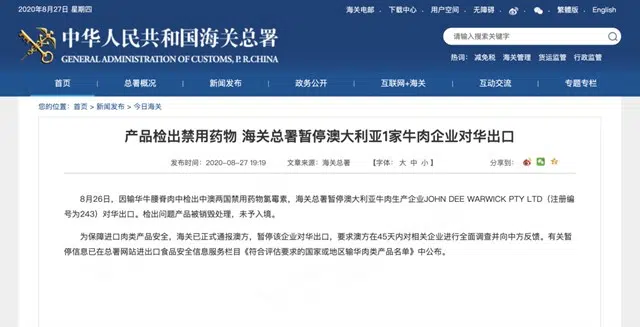 2020年8月27日 星期四
海关电邮 下载中心 用户空间 无障碍 繁體版 English
中华人民共和国海关总署
GENERAL ADMINISTRATION OF CUSTOMS, P. R. CHINA
请输入搜索关键字
热词： 减免税 海关管理 货运监管 行政监管
首页 总署概况 新闻发布 政务公开 互联网+海关 互动交流 专题专栏
您的位置：首页 > 新闻发布 > 今日海关
产品检出禁用药物 海关总署暂停澳大利亚1家牛肉企业对华出口
发布时间：2020-08-27 19:19 文章来源：海关总署 【字体： 大 中 小】 分享到：
8月26日，因输华牛腰脊肉中检出中澳两国禁用药物氯霉素，海关总署暂停澳大利亚牛肉生产企业JOHN DEE WARWICK PTY LTD（注册编
号为243）对华出口。检出问题产品被销毁处理，未予入境。
为保障进口肉类产品安全，海关已正式通报澳方，暂停该企业对华出口，要求澳方在45天内对相关企业进行全面调查并向中方反馈。有关暂
停信息已在总署网站进出口食品安全信息服务栏目《符合评估要求的国家或地区输华肉类产品名单》中公布。